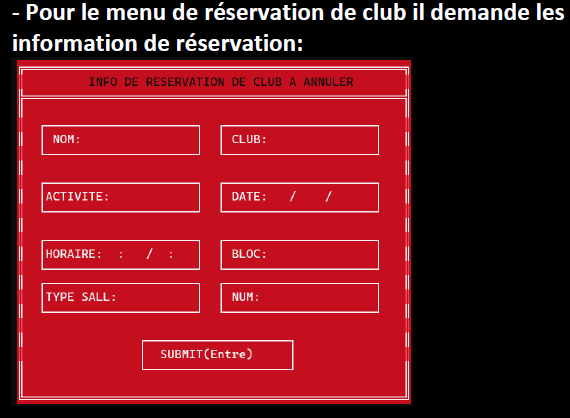 - Pour le menu de réservation de club il demande les
information de réservation:
INFO DE RESERVATION DE CLUB A ANNULER
NOM: CLUB:
ACTIVITE: DATE: / /
HORAIRE: : / : BLOC:
TYPE SALL: NUM:
SUBMIT(Entre)